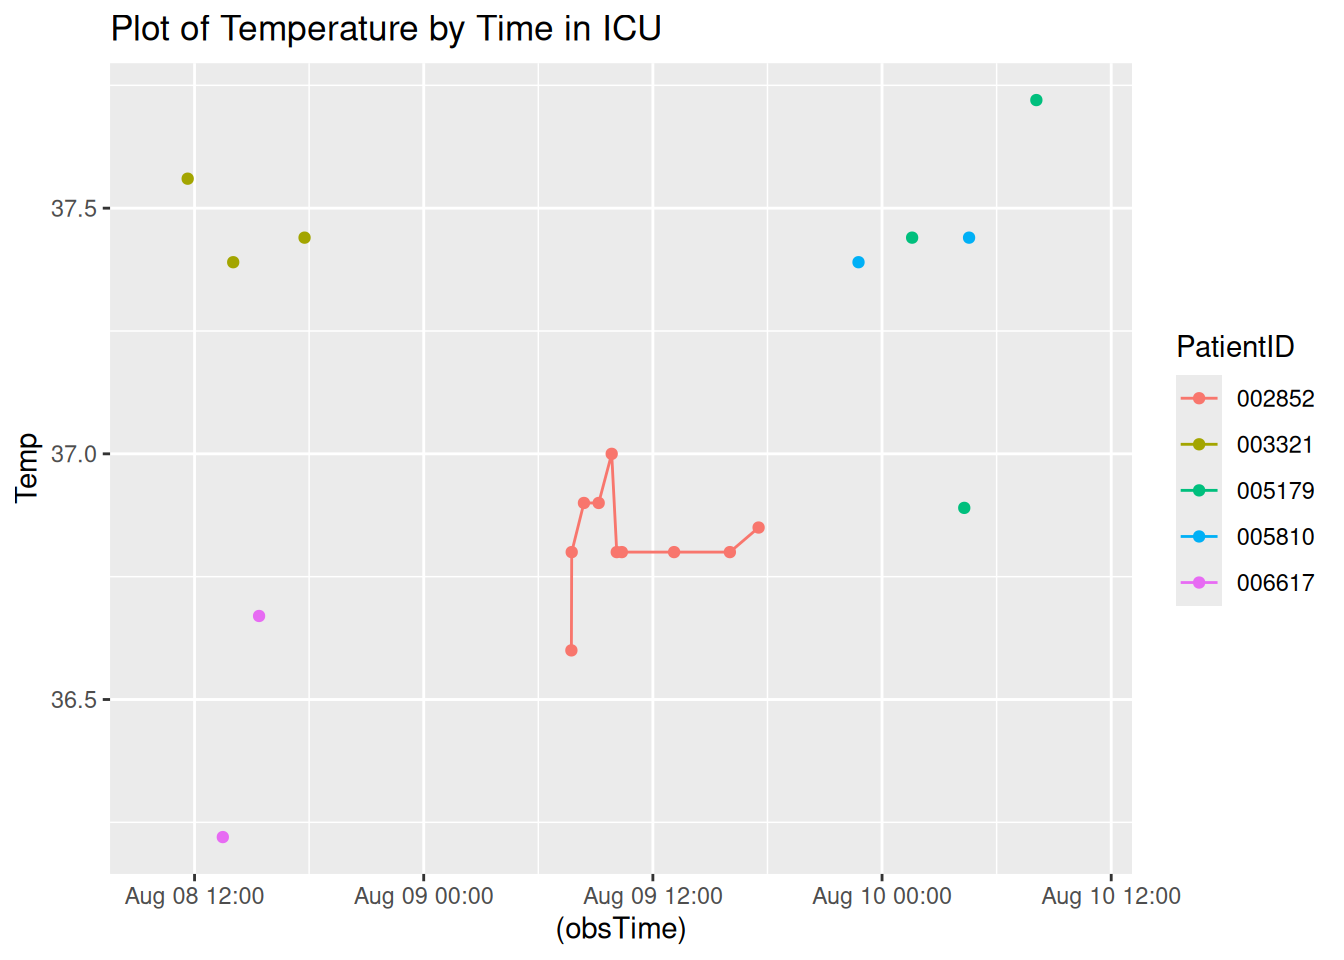 Plot of Temperature by Time in ICU
Temp
37.5
37.0
36.5
Aug 08 12:00
Aug 09 00:00
Aug 09 12:00
Aug 10 00:00
Aug 10 12:00
(obsTime)
PatientID
002852
003321
005179
005810
006617